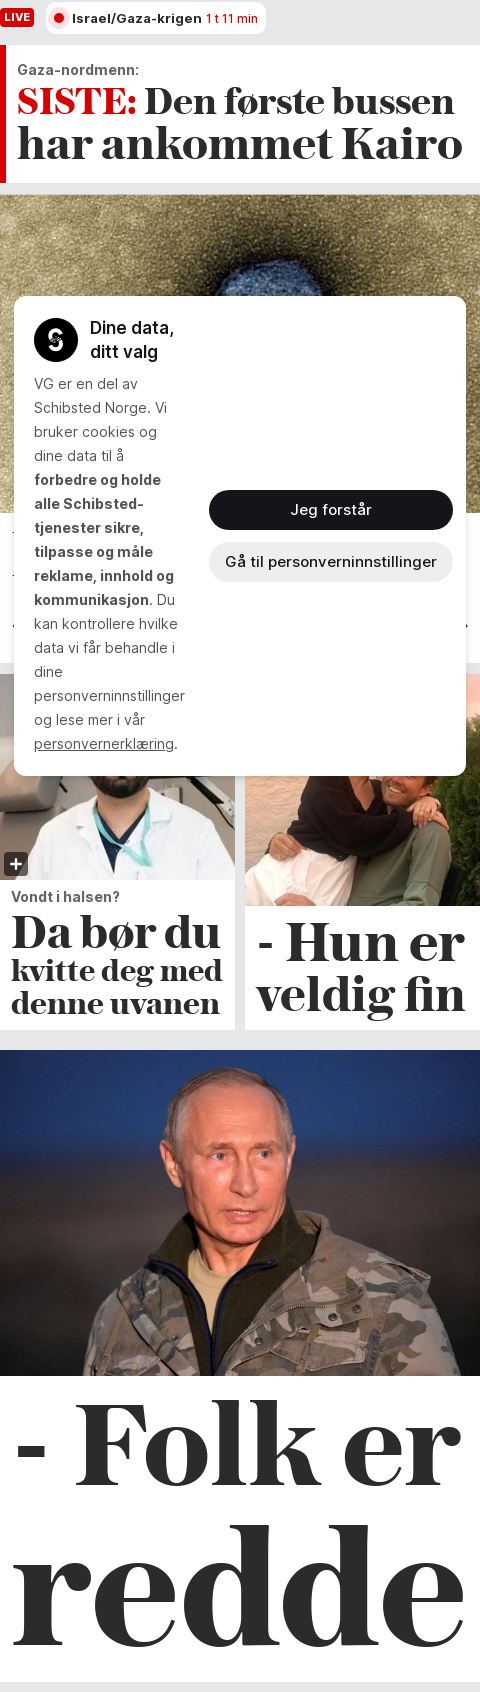 LIVE
Israel/Gaza-krigen 1 t 11 min
Gaza-nordmenn:
SISTE: Den første bussen
har ankommet Kairo
Dine data,
ditt valg
VG er en del av
Schibsted Norge. Vi
bruker cookies og
dine data til å
forbedre og holde
alle Schibsted-
tjenester sikre,
tilpasse og måle
reklame, innhold og
kommunikasjon. Du
kan kontrollere hvilke
data vi får behandle i
dine
personverninnstillinger
og lese mer i vår
personvernerklæring.
Jeg forstår
Gå til personverninnstillinger
Vondt i halsen?
Da bør du
kvitte deg med
denne uvanen
- Hun er
veldig fin
- Folk er
redde